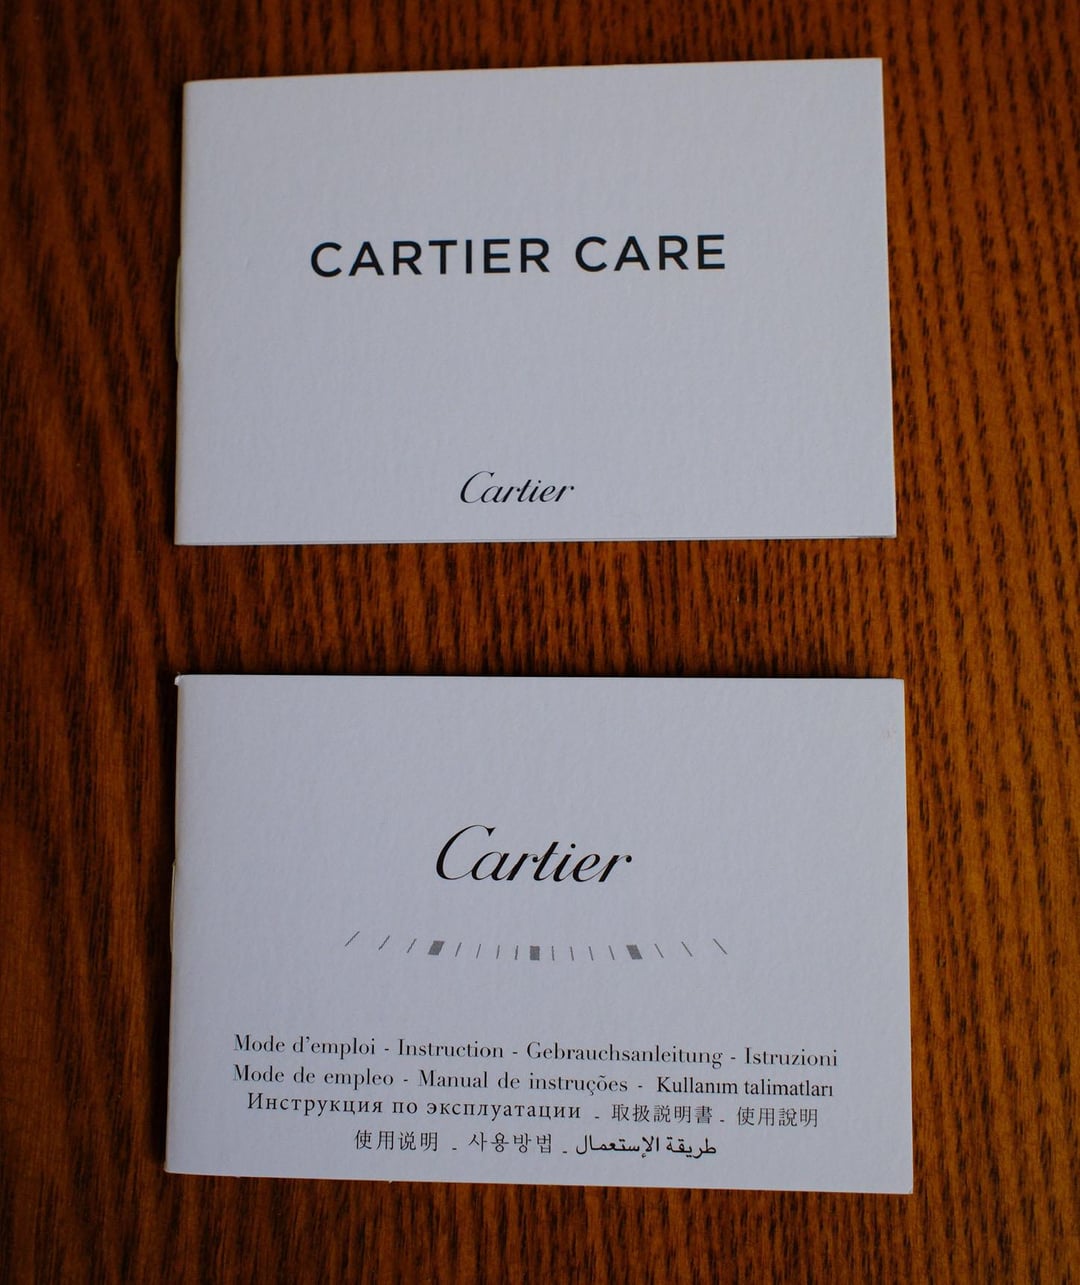 CARTIER CARE
Cartier
Cartier
Mode d'emploi - Instruction - Gebrauchsanleitung - Istruzioni
Mode de empleo - Manual de instruções - Kullanım talimatları
Инструкция по эксплуатации - 取扱説明書 - 使用說明
使用说明 - 사용방법 - طريقة الإستعمال